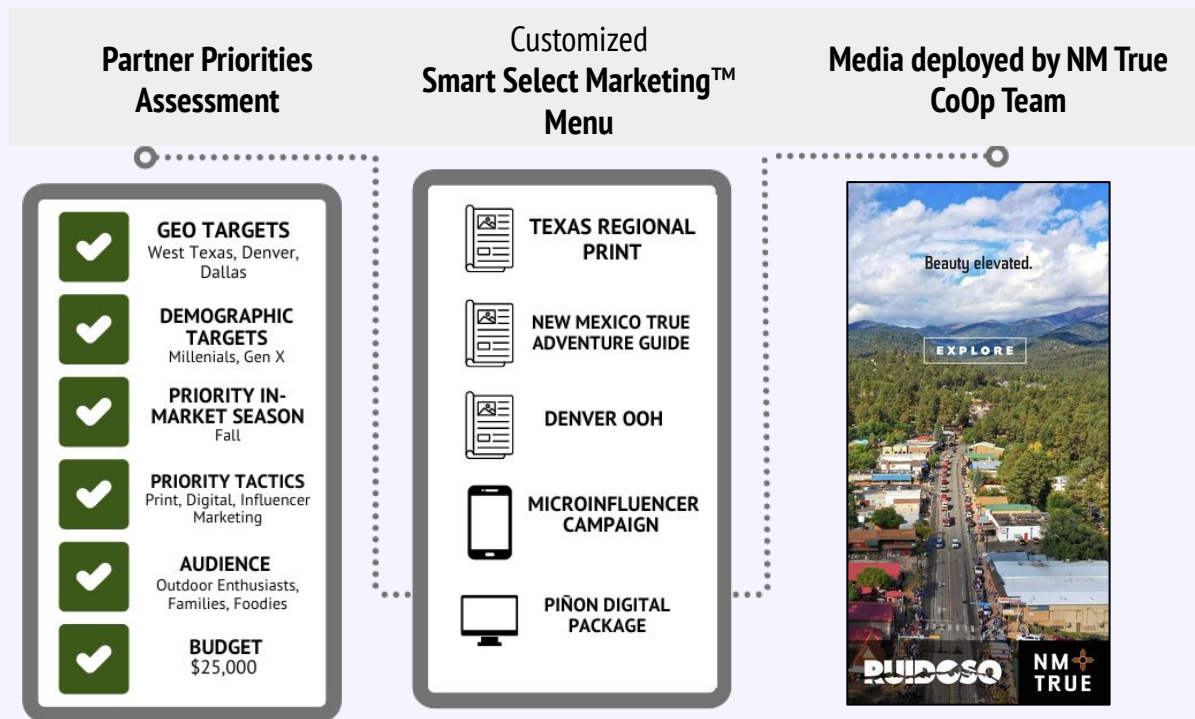 Partner Priorities
Assessment
Customized
Smart Select Marketing™
Menu
Media deployed by NM True
CoOp Team
GEO TARGETS
West Texas, Denver,
Dallas
DEMOGRAPHIC
TARGETS
Millenials, Gen X
PRIORITY IN-
MARKET SEASON
Fall
PRIORITY TACTICS
Print, Digital, Influencer
Marketing
AUDIENCE
Outdoor Enthusiasts,
Families, Foodies
BUDGET
$25,000
TEXAS REGIONAL
PRINT
NEW MEXICO TRUE
ADVENTURE GUIDE
DENVER OOH
MICROINFLUENCER
CAMPAIGN
PIÑON DIGITAL
PACKAGE
Beauty elevated.
EXPLORE
RUIDOSO
NM
TRUE